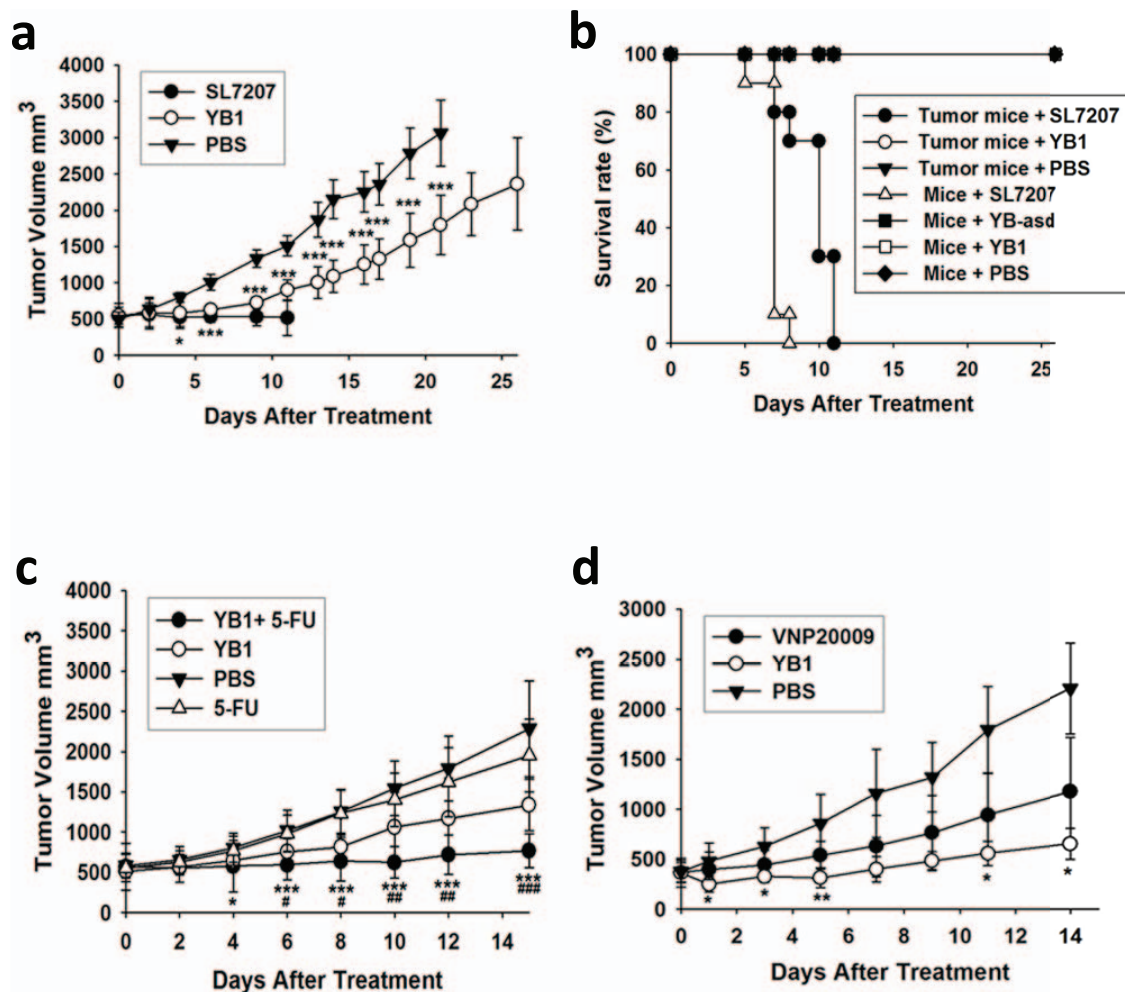 a
4000
3500
3000
2500
2000
1500
1000
500
0
Tumor Volume mm3
SL7207
YB1
PBS
***
***
***
***
***
***
***
***
***
* ***
0 5 10 15 20 25
Days After Treatment
b
100
80
60
40
20
0
Survival rate (%)
Tumor mice + SL7207
Tumor mice + YB1
Tumor mice + PBS
Mice + SL7207
Mice + YB-asd
Mice + YB1
Mice + PBS
0 5 10 15 20 25
Days After Treatment
c
4000
3500
3000
2500
2000
1500
1000
500
0
Tumor Volume mm3
YB1+ 5-FU
YB1
PBS
5-FU
* *** *** *** *** ***
# # ## ## ###
0 2 4 6 8 10 12 14
Days After Treatment
d
3000
2500
2000
1500
1000
500
0
Tumor Volume mm3
VNP20009
YB1
PBS
* * ** * *
0 2 4 6 8 10 12 14
Days After Treatment